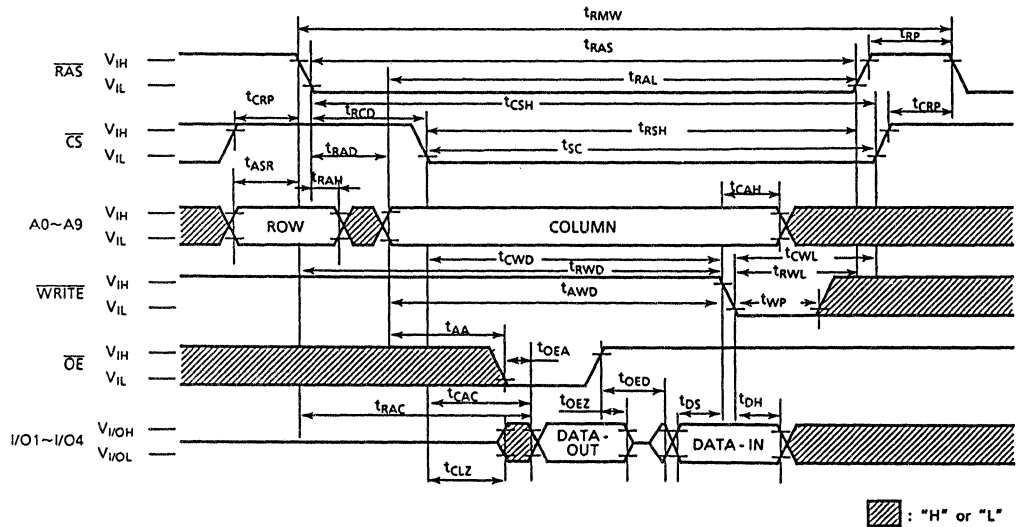 tRMW
tRP
tRAS
RAS VIH
VIL
tRAL
tCSH
tCRP
tRCD
tCRP
CS VIH
VIL
tRSH
tSC
tRAD
tASR
tRAH
tCAH
A0~A9 VIH
VIL
ROW
COLUMN
tCWD
tCWL
tRWD
tRWL
WRITE VIH
VIL
tAWD
tWP
tAA
tOEA
OE VIH
VIL
tOED
tCAC
tOEZ
tDS
tDH
tRAC
I/O1~I/O4 VI/OH
VI/OL
DATA-
OUT
DATA-IN
tCLZ
: "H" or "L"